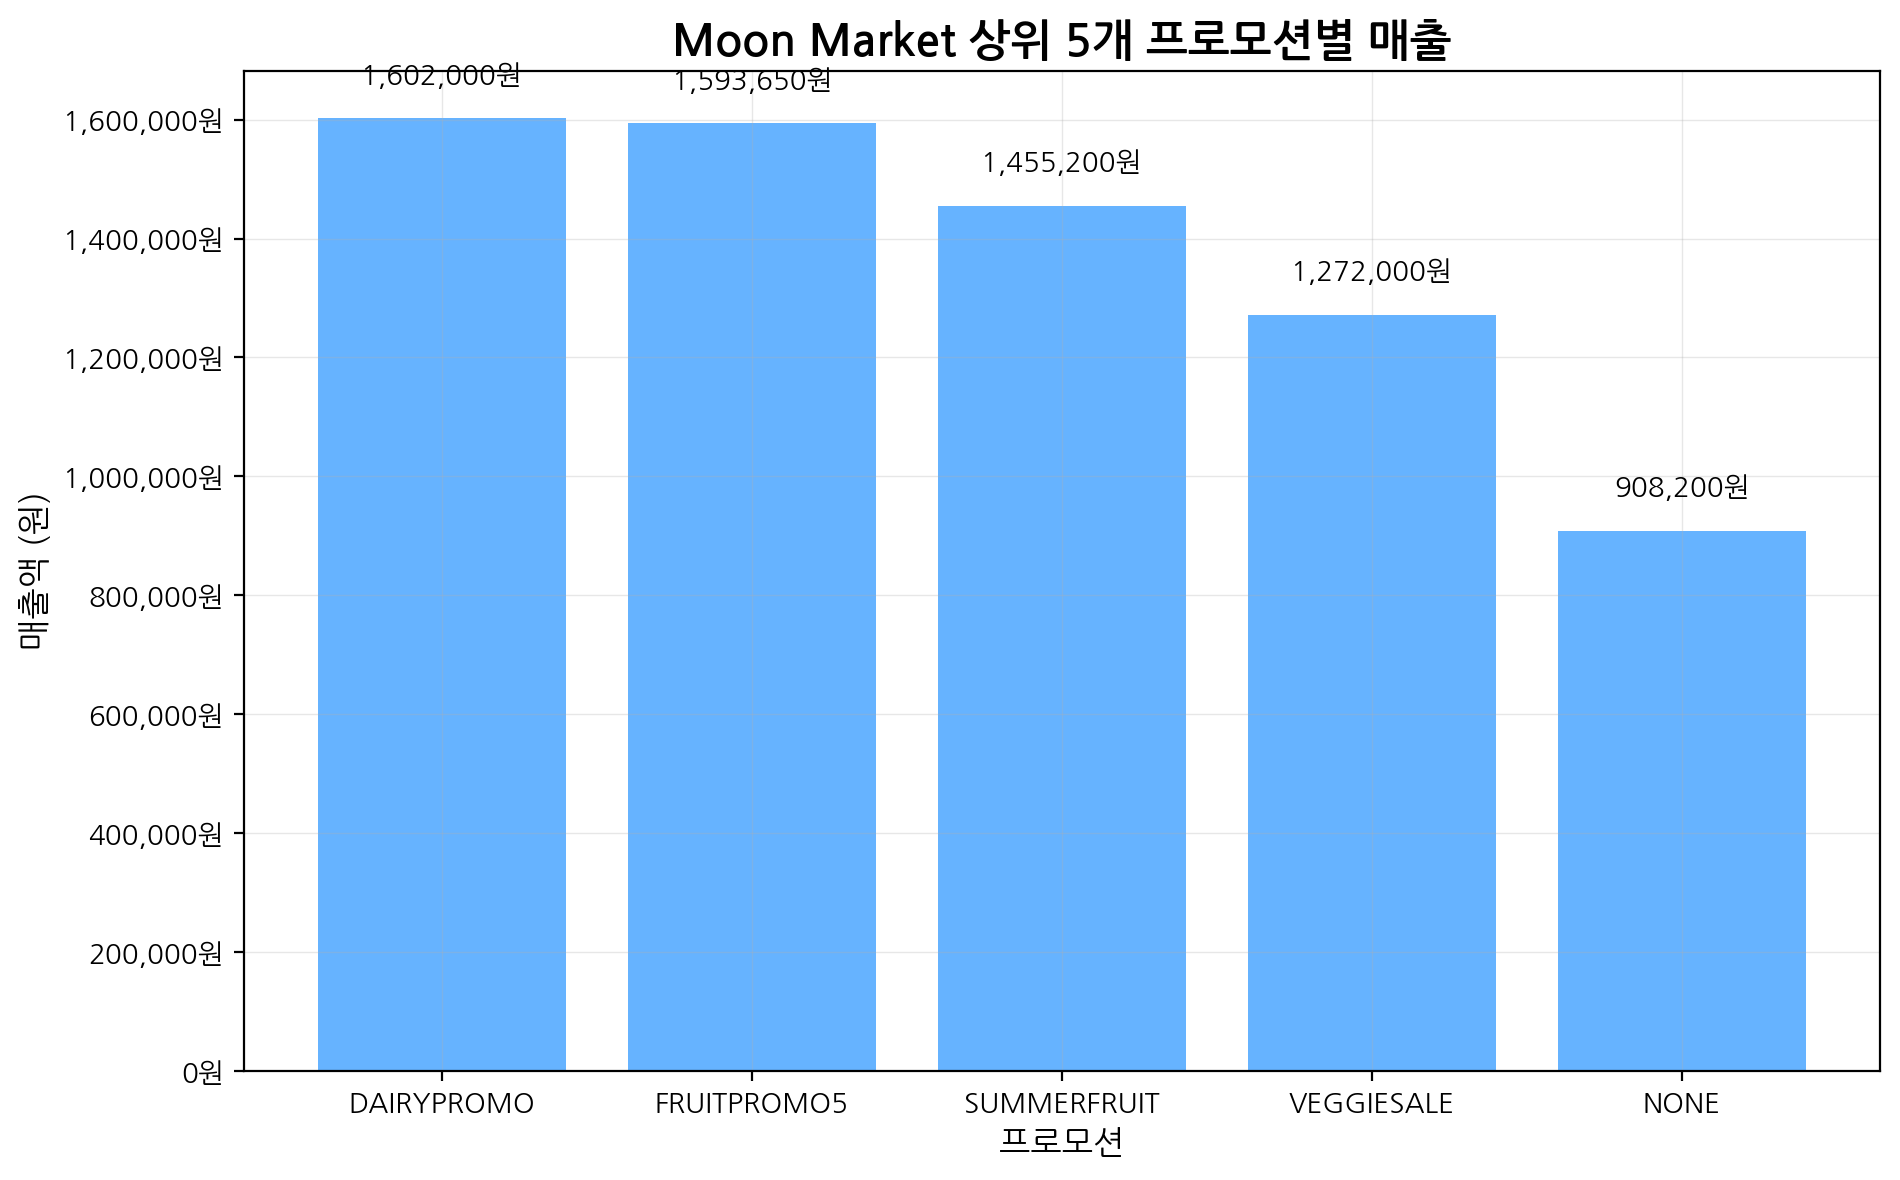 Moon Market 상위 5개 프로모션별 매출
1,602,000원
1,593,650원
1,455,200원
1,272,000원
908,200원
매출액 (원)
1,600,000원
1,400,000원
1,200,000원
1,000,000원
800,000원
600,000원
400,000원
200,000원
0원
DAIRYPROMO
FRUITPROMO5
SUMMERFRUIT
VEGGIESALE
NONE
프로모션